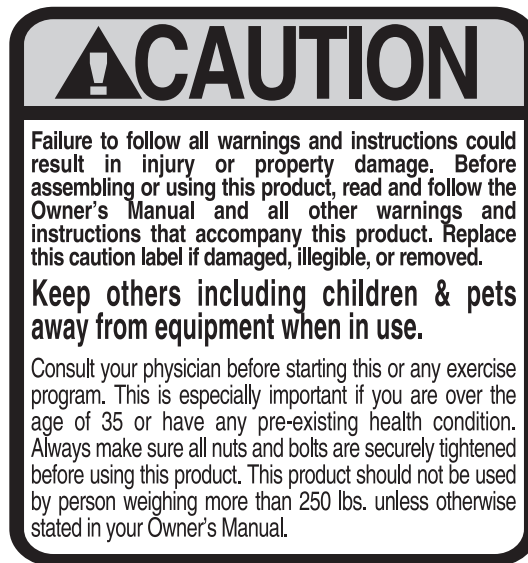 CAUTION
Failure to follow all warnings and instructions could
result in injury or property damage. Before
assembling or using this product, read and follow the
Owner's Manual and all other warnings and
instructions that accompany this product. Replace
this caution label if damaged, illegible, or removed.
Keep others including children & pets
away from equipment when in use.
Consult your physician before starting this or any exercise
program. This is especially important if you are over the
age of 35 or have any pre-existing health condition.
Always make sure all nuts and bolts are securely tightened
before using this product. This product should not be used
by person weighing more than 250 lbs. unless otherwise
stated in your Owner's Manual.